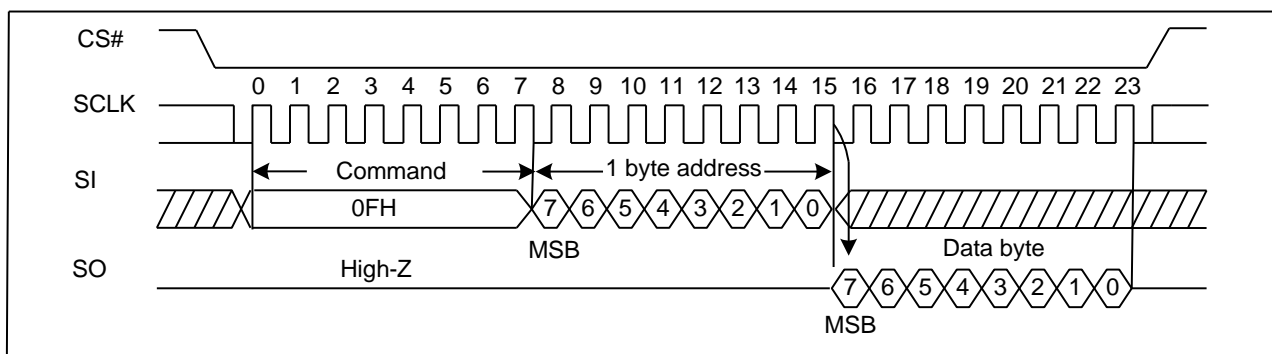 CS#
0 1 2 3 4 5 6 7 8 9 10 11 12 13 14 15 16 17 18 19 20 21 22 23
SCLK
Command 1 byte address
SI
0FH 7 6 5 4 3 2 1 0
MSB Data byte
SO High-Z
7 6 5 4 3 2 1 0
MSB